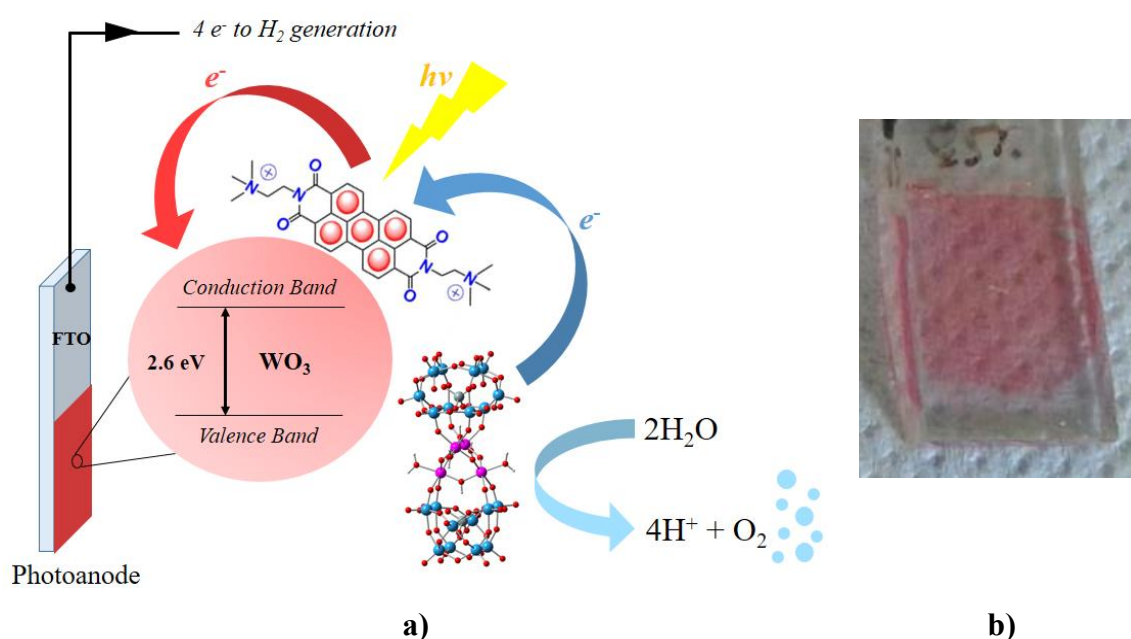 4 e⁻ to H₂ generation
e⁻
hν
N
⊕
O
O
N
e⁻
O
N
O
N
⊕
Conduction Band
FTO
2.6 eV
WO₃
Valence Band
2H₂O
4H⁺ + O₂
Photoanode
a)
b)